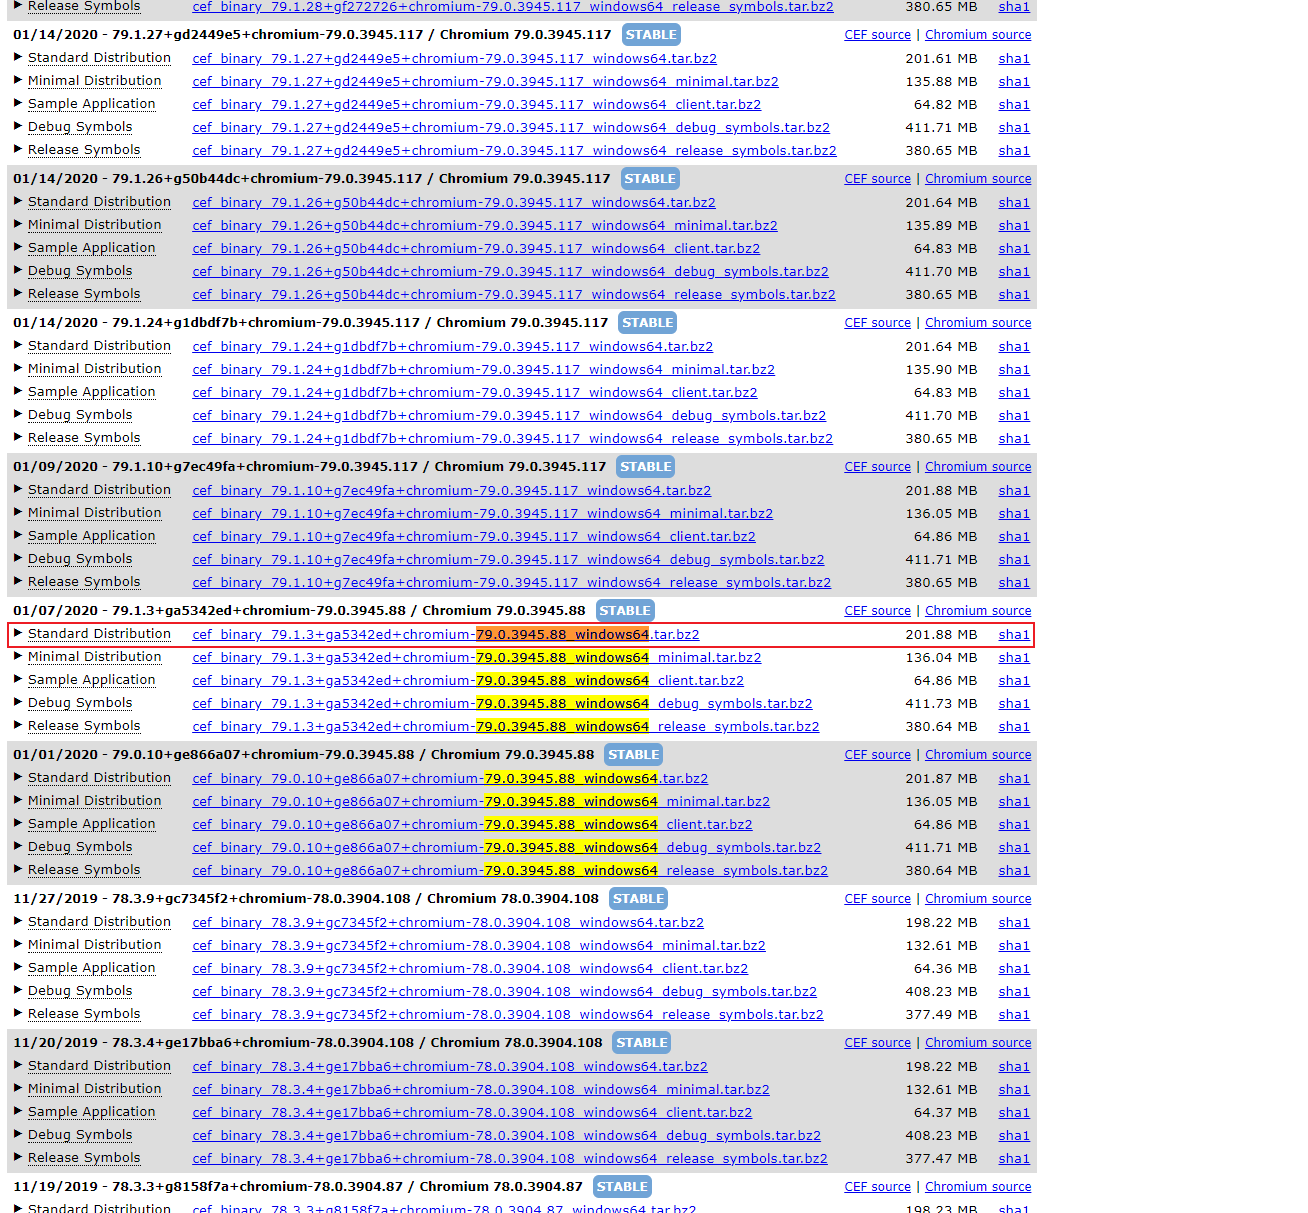 Release Symbols cef_binary_79.1.28+gf272726+chromium-79.0.3945.117_windows64_release_symbols.tar.bz2 380.65 MB sha1
01/14/2020 - 79.1.27+gd2449e5+chromium-79.0.3945.117 / Chromium 79.0.3945.117 STABLE CEF source | Chromium source
Standard Distribution cef_binary_79.1.27+gd2449e5+chromium-79.0.3945.117_windows64.tar.bz2 201.61 MB sha1
Minimal Distribution cef_binary_79.1.27+gd2449e5+chromium-79.0.3945.117_windows64_minimal.tar.bz2 135.88 MB sha1
Sample Application cef_binary_79.1.27+gd2449e5+chromium-79.0.3945.117_windows64_client.tar.bz2 64.82 MB sha1
Debug Symbols cef_binary_79.1.27+gd2449e5+chromium-79.0.3945.117_windows64_debug_symbols.tar.bz2 411.71 MB sha1
Release Symbols cef_binary_79.1.27+gd2449e5+chromium-79.0.3945.117_windows64_release_symbols.tar.bz2 380.65 MB sha1
01/14/2020 - 79.1.26+g50b44dc+chromium-79.0.3945.117 / Chromium 79.0.3945.117 STABLE CEF source | Chromium source
Standard Distribution cef_binary_79.1.26+g50b44dc+chromium-79.0.3945.117_windows64.tar.bz2 201.64 MB sha1
Minimal Distribution cef_binary_79.1.26+g50b44dc+chromium-79.0.3945.117_windows64_minimal.tar.bz2 135.89 MB sha1
Sample Application cef_binary_79.1.26+g50b44dc+chromium-79.0.3945.117_windows64_client.tar.bz2 64.83 MB sha1
Debug Symbols cef_binary_79.1.26+g50b44dc+chromium-79.0.3945.117_windows64_debug_symbols.tar.bz2 411.70 MB sha1
Release Symbols cef_binary_79.1.26+g50b44dc+chromium-79.0.3945.117_windows64_release_symbols.tar.bz2 380.65 MB sha1
01/14/2020 - 79.1.24+g1dbdf7b+chromium-79.0.3945.117 / Chromium 79.0.3945.117 STABLE CEF source | Chromium source
Standard Distribution cef_binary_79.1.24+g1dbdf7b+chromium-79.0.3945.117_windows64.tar.bz2 201.64 MB sha1
Minimal Distribution cef_binary_79.1.24+g1dbdf7b+chromium-79.0.3945.117_windows64_minimal.tar.bz2 135.90 MB sha1
Sample Application cef_binary_79.1.24+g1dbdf7b+chromium-79.0.3945.117_windows64_client.tar.bz2 64.83 MB sha1
Debug Symbols cef_binary_79.1.24+g1dbdf7b+chromium-79.0.3945.117_windows64_debug_symbols.tar.bz2 411.70 MB sha1
Release Symbols cef_binary_79.1.24+g1dbdf7b+chromium-79.0.3945.117_windows64_release_symbols.tar.bz2 380.65 MB sha1
01/09/2020 - 79.1.10+g7ec49fa+chromium-79.0.3945.117 / Chromium 79.0.3945.117 STABLE CEF source | Chromium source
Standard Distribution cef_binary_79.1.10+g7ec49fa+chromium-79.0.3945.117_windows64.tar.bz2 201.88 MB sha1
Minimal Distribution cef_binary_79.1.10+g7ec49fa+chromium-79.0.3945.117_windows64_minimal.tar.bz2 136.05 MB sha1
Sample Application cef_binary_79.1.10+g7ec49fa+chromium-79.0.3945.117_windows64_client.tar.bz2 64.86 MB sha1
Debug Symbols cef_binary_79.1.10+g7ec49fa+chromium-79.0.3945.117_windows64_debug_symbols.tar.bz2 411.71 MB sha1
Release Symbols cef_binary_79.1.10+g7ec49fa+chromium-79.0.3945.117_windows64_release_symbols.tar.bz2 380.65 MB sha1
01/07/2020 - 79.1.3+ga5342ed+chromium-79.0.3945.88 / Chromium 79.0.3945.88 STABLE CEF source | Chromium source
Standard Distribution cef_binary_79.1.3+ga5342ed+chromium-79.0.3945.88_windows64.tar.bz2 201.88 MB sha1
Minimal Distribution cef_binary_79.1.3+ga5342ed+chromium-79.0.3945.88_windows64_minimal.tar.bz2 136.04 MB sha1
Sample Application cef_binary_79.1.3+ga5342ed+chromium-79.0.3945.88_windows64_client.tar.bz2 64.86 MB sha1
Debug Symbols cef_binary_79.1.3+ga5342ed+chromium-79.0.3945.88_windows64_debug_symbols.tar.bz2 411.73 MB sha1
Release Symbols cef_binary_79.1.3+ga5342ed+chromium-79.0.3945.88_windows64_release_symbols.tar.bz2 380.64 MB sha1
01/01/2020 - 79.0.10+ge866a07+chromium-79.0.3945.88 / Chromium 79.0.3945.88 STABLE CEF source | Chromium source
Standard Distribution cef_binary_79.0.10+ge866a07+chromium-79.0.3945.88_windows64.tar.bz2 201.87 MB sha1
Minimal Distribution cef_binary_79.0.10+ge866a07+chromium-79.0.3945.88_windows64_minimal.tar.bz2 136.05 MB sha1
Sample Application cef_binary_79.0.10+ge866a07+chromium-79.0.3945.88_windows64_client.tar.bz2 64.86 MB sha1
Debug Symbols cef_binary_79.0.10+ge866a07+chromium-79.0.3945.88_windows64_debug_symbols.tar.bz2 411.71 MB sha1
Release Symbols cef_binary_79.0.10+ge866a07+chromium-79.0.3945.88_windows64_release_symbols.tar.bz2 380.64 MB sha1
11/27/2019 - 78.3.9+gc7345f2+chromium-78.0.3904.108 / Chromium 78.0.3904.108 STABLE CEF source | Chromium source
Standard Distribution cef_binary_78.3.9+gc7345f2+chromium-78.0.3904.108_windows64.tar.bz2 198.22 MB sha1
Minimal Distribution cef_binary_78.3.9+gc7345f2+chromium-78.0.3904.108_windows64_minimal.tar.bz2 132.61 MB sha1
Sample Application cef_binary_78.3.9+gc7345f2+chromium-78.0.3904.108_windows64_client.tar.bz2 64.36 MB sha1
Debug Symbols cef_binary_78.3.9+gc7345f2+chromium-78.0.3904.108_windows64_debug_symbols.tar.bz2 408.23 MB sha1
Release Symbols cef_binary_78.3.9+gc7345f2+chromium-78.0.3904.108_windows64_release_symbols.tar.bz2 377.49 MB sha1
11/20/2019 - 78.3.4+ge17bba6+chromium-78.0.3904.108 / Chromium 78.0.3904.108 STABLE CEF source | Chromium source
Standard Distribution cef_binary_78.3.4+ge17bba6+chromium-78.0.3904.108_windows64.tar.bz2 198.22 MB sha1
Minimal Distribution cef_binary_78.3.4+ge17bba6+chromium-78.0.3904.108_windows64_minimal.tar.bz2 132.61 MB sha1
Sample Application cef_binary_78.3.4+ge17bba6+chromium-78.0.3904.108_windows64_client.tar.bz2 64.37 MB sha1
Debug Symbols cef_binary_78.3.4+ge17bba6+chromium-78.0.3904.108_windows64_debug_symbols.tar.bz2 408.23 MB sha1
Release Symbols cef_binary_78.3.4+ge17bba6+chromium-78.0.3904.108_windows64_release_symbols.tar.bz2 377.47 MB sha1
11/19/2019 - 78.3.3+g8158f7a+chromium-78.0.3904.87 / Chromium 78.0.3904.87 STABLE CEF source | Chromium source
Standard Distribution cef_binary_78.3.3+g8158f7a+chromium-78.0.3904.87_windows64.tar.bz2 198.23 MB sha1